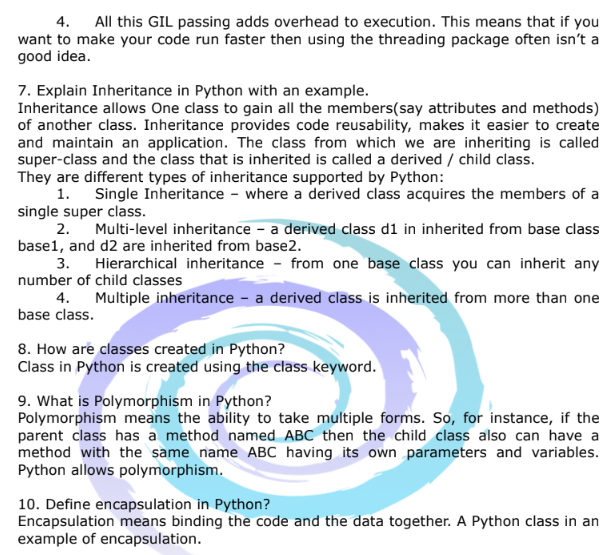 4. All this GIL passing adds overhead to execution. This means that if you
want to make your code run faster then using the threading package often isn't a
good idea.
7. Explain Inheritance in Python with an example.
Inheritance allows One class to gain all the members(say attributes and methods)
of another class. Inheritance provides code reusability, makes it easier to create
and maintain an application. The class from which we are inheriting is called
super-class and the class that is inherited is called a derived / child class.
They are different types of inheritance supported by Python:
1. Single Inheritance – where a derived class acquires the members of a
single super class.
2. Multi-level inheritance – a derived class d1 in inherited from base class
base1, and d2 are inherited from base2.
3. Hierarchical inheritance – from one base class you can inherit any
number of child classes
4. Multiple inheritance – a derived class is inherited from more than one
base class.
8. How are classes created in Python?
Class in Python is created using the class keyword.
9. What is Polymorphism in Python?
Polymorphism means the ability to take multiple forms. So, for instance, if the
parent class has a method named ABC then the child class also can have a
method with the same name ABC having its own parameters and variables.
Python allows polymorphism.
10. Define encapsulation in Python?
Encapsulation means binding the code and the data together. A Python class in an
example of encapsulation.